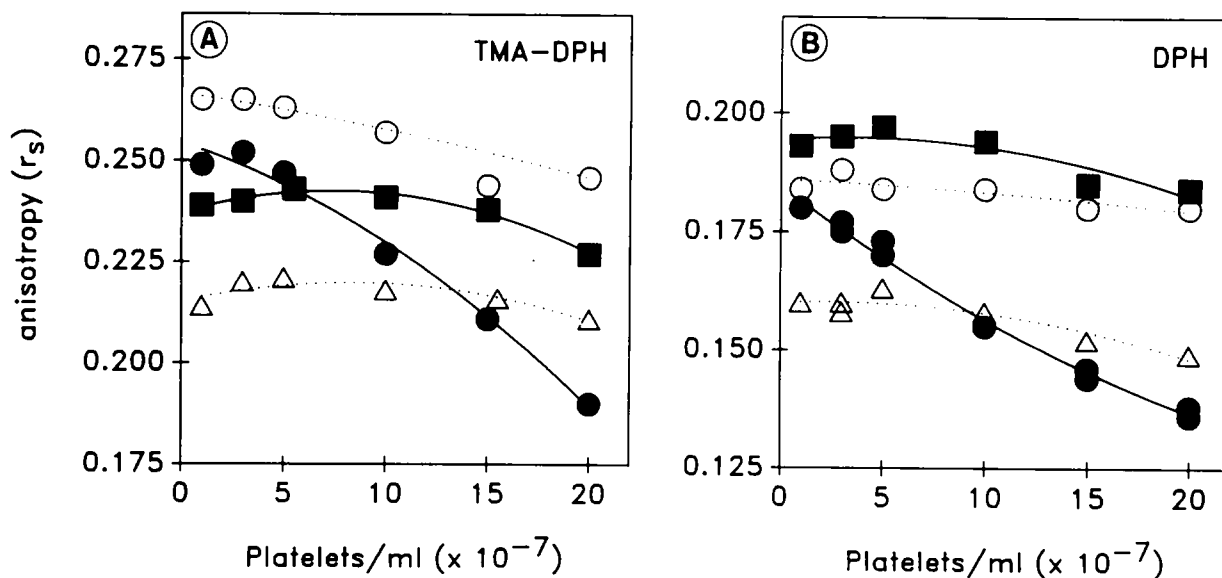 A
TMA-DPH
anisotropy (rs)
0.275
0.250
0.225
0.200
0.175
0 5 10 15 20
Platelets/ml (x 10⁻⁷)
B
DPH
0.200
0.175
0.150
0.125
0 5 10 15 20
Platelets/ml (x 10⁻⁷)